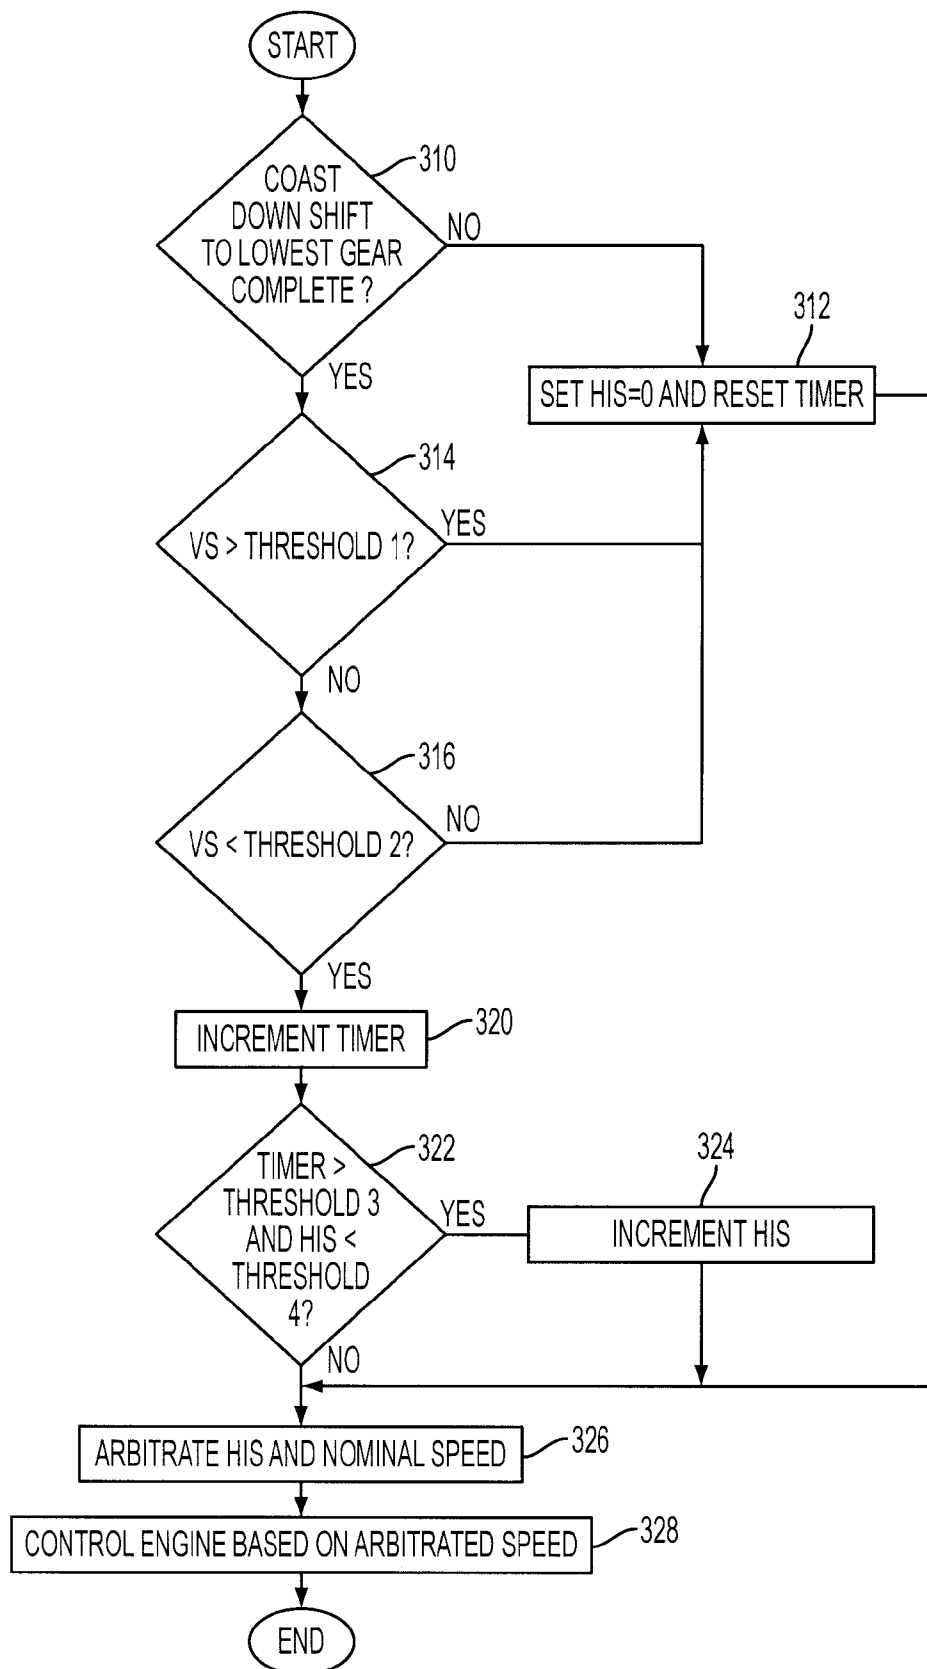 START
310
COAST
DOWN SHIFT
TO LOWEST GEAR
COMPLETE ?
NO
YES
312
SET HIS=0 AND RESET TIMER
314
VS > THRESHOLD 1?
YES
NO
316
VS < THRESHOLD 2?
NO
YES
INCREMENT TIMER
320
322
TIMER >
THRESHOLD 3
AND HIS <
THRESHOLD
4?
YES
NO
324
INCREMENT HIS
ARBITRATE HIS AND NOMINAL SPEED
326
CONTROL ENGINE BASED ON ARBITRATED SPEED
328
END